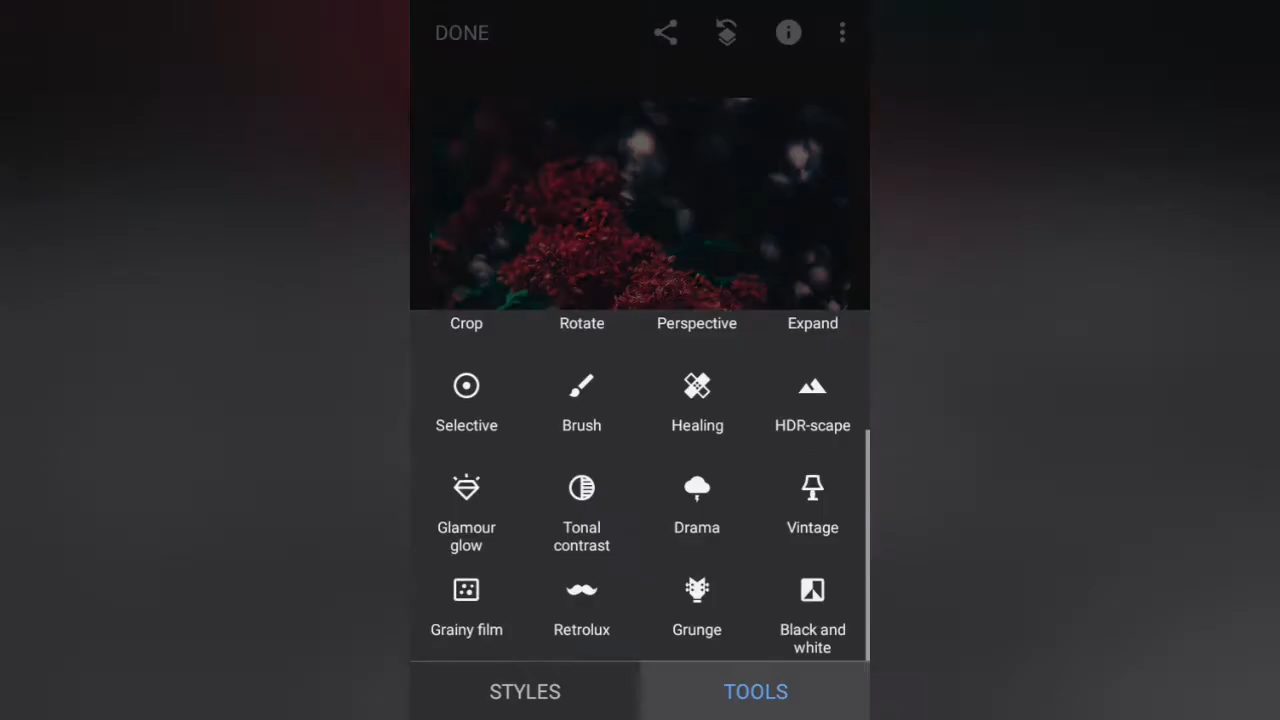 DONE
Crop Rotate Perspective Expand
Selective Brush Healing HDR-scape
Glamour glow Tonal contrast Drama Vintage
Grainy film Retrolux Grunge Black and white
STYLES TOOLS